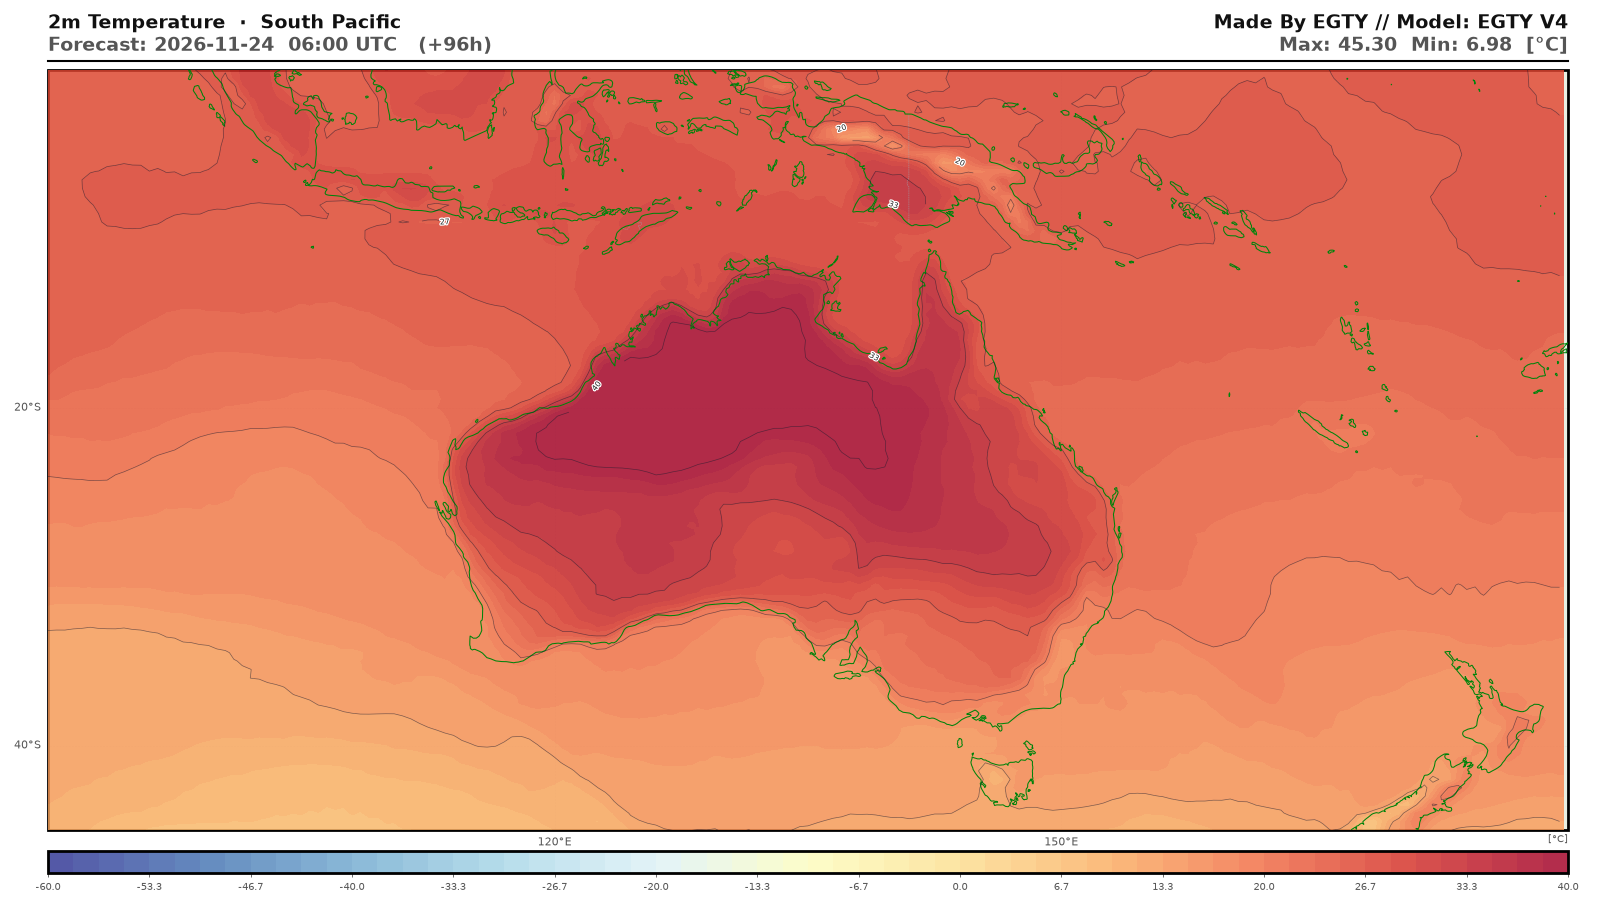 2m Temperature · South Pacific
Made By EGTY // Model: EGTY V4
Forecast: 2026-11-24 06:00 UTC (+96h)
Max: 45.30 Min: 6.98 [°C]
20
20
33
27
33
40
20°S
40°S
120°E
150°E
[°C]
-60.0
-53.3
-46.7
-40.0
-33.3
-26.7
-20.0
-13.3
-6.7
0.0
6.7
13.3
20.0
26.7
33.3
40.0